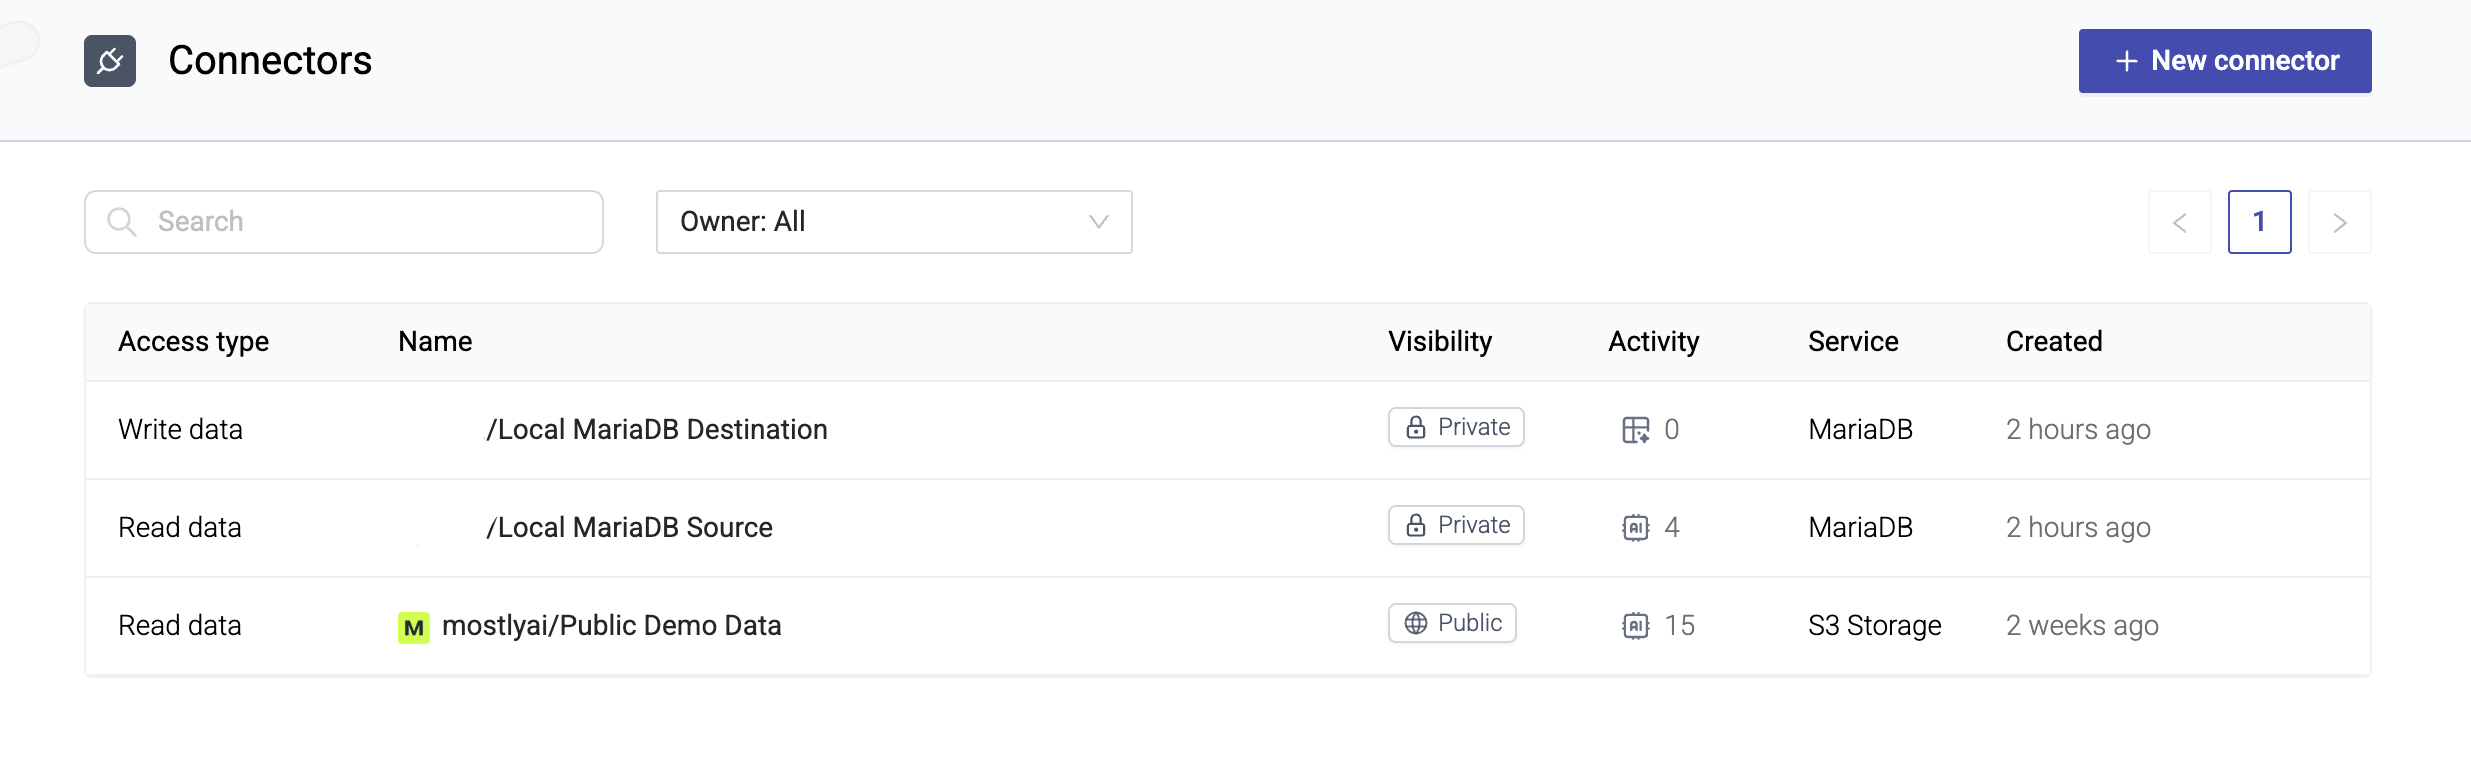 Connectors
+ New connector
Search
Owner: All
< 1 >
Access type Name Visibility Activity Service Created
Write data /Local MariaDB Destination Private 0 MariaDB 2 hours ago
Read data /Local MariaDB Source Private AI 4 MariaDB 2 hours ago
Read data M mostlyai/Public Demo Data Public AI 15 S3 Storage 2 weeks ago